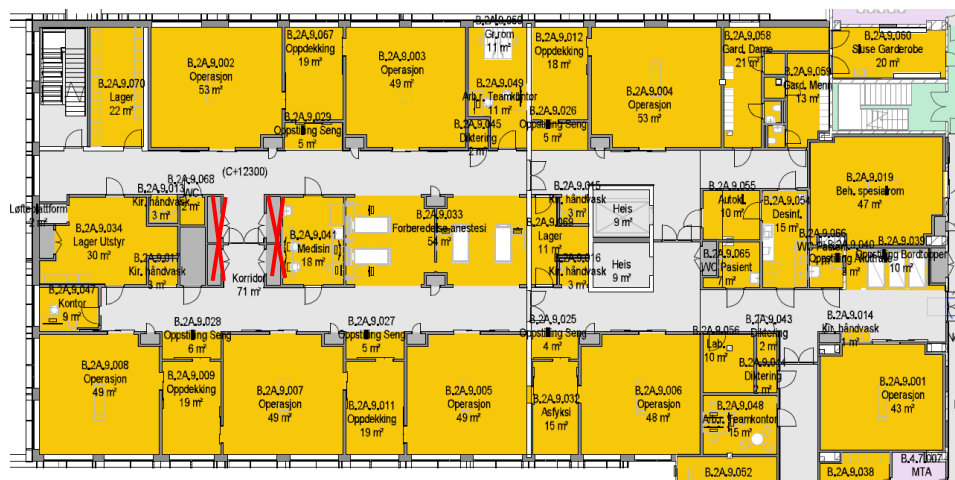 B.2A.9.070
Lager
22 m²
B.2A.9.002
Operasjon
53 m²
B.2A.9.067
Oppdekking
19 m²
B.2A.9.029
Oppstilling Seng
5 m²
B.2A.9.003
Operasjon
49 m²
B.2A.9.059
Gr.rom
11 m²
B.2A.9.049
Arb.r. Teamkontor
11 m²
B.2A.9.045
Diktering
2 m²
B.2A.9.012
Oppdekking
18 m²
B.2A.9.026
Oppstilling Seng
5 m²
B.2A.9.004
Operasjon
53 m²
B.2A.9.058
Gard. Dame
21 m²
B.2A.9.059
Gard. Menn
13 m²
B.2A.9.060
Sluse Garderobe
20 m²
(C+12300)
B.2A.9.068
WC
2 m²
B.2A.9.013
Kir. håndvask
3 m²
Løfteplattform
2 m²
B.2A.9.034
Lager Utstyr
30 m²
B.2A.9.017
Kir. håndvask
3 m²
B.2A.9.047
Kontor
9 m²
Korridor
71 m²
B.2A.9.041
Medisin
18 m²
B.2A.9.033
Forberedelse anestesi
54 m²
B.2A.9.015
Kir. håndvask
3 m²
B.2A.9.069
Lager
11 m²
B.2A.9.016
Kir. håndvask
3 m²
Heis
9 m²
Heis
9 m²
B.2A.9.055
Autokl.
10 m²
B.2A.9.054
Desinf.
15 m²
B.2A.9.065
WC Pasient
7 m²
B.2A.9.066
WC Pasient
B.2A.9.040
Oppstilling
3 m²
B.2A.9.039
Oppstilling Bordtopper
10 m²
B.2A.9.019
Beh. spesialrom
47 m²
B.2A.9.014
Kir. håndvask
1 m²
B.2A.9.028
Oppstilling Seng
6 m²
B.2A.9.027
Oppstilling Seng
5 m²
B.2A.9.025
Oppstilling Seng
4 m²
B.2A.9.056
Lab.
10 m²
B.2A.9.043
Diktering
2 m²
B.2A.9.044
Diktering
2 m²
B.2A.9.008
Operasjon
49 m²
B.2A.9.009
Oppdekking
19 m²
B.2A.9.007
Operasjon
49 m²
B.2A.9.011
Oppdekking
19 m²
B.2A.9.005
Operasjon
49 m²
B.2A.9.032
Asfyksi
15 m²
B.2A.9.006
Operasjon
48 m²
B.2A.9.048
Arb.r. Teamkontor
15 m²
B.2A.9.001
Operasjon
43 m²
B.2A.9.052
B.2A.9.038
B.4.7.007
MTA